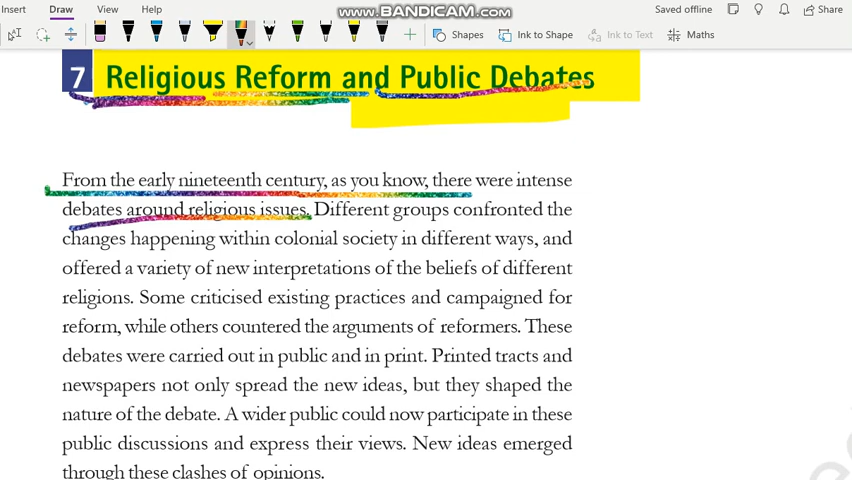 www.BANDICAM.com
Insert Draw View Help Saved offline Share
Shapes Ink to Shape Ink to Text Maths
7 Religious Reform and Public Debates
From the early nineteenth century, as you know, there were intense
debates around religious issues. Different groups confronted the
changes happening within colonial society in different ways, and
offered a variety of new interpretations of the beliefs of different
religions. Some criticised existing practices and campaigned for
reform, while others countered the arguments of reformers. These
debates were carried out in public and in print. Printed tracts and
newspapers not only spread the new ideas, but they shaped the
nature of the debate. A wider public could now participate in these
public discussions and express their views. New ideas emerged
through these clashes of opinions.